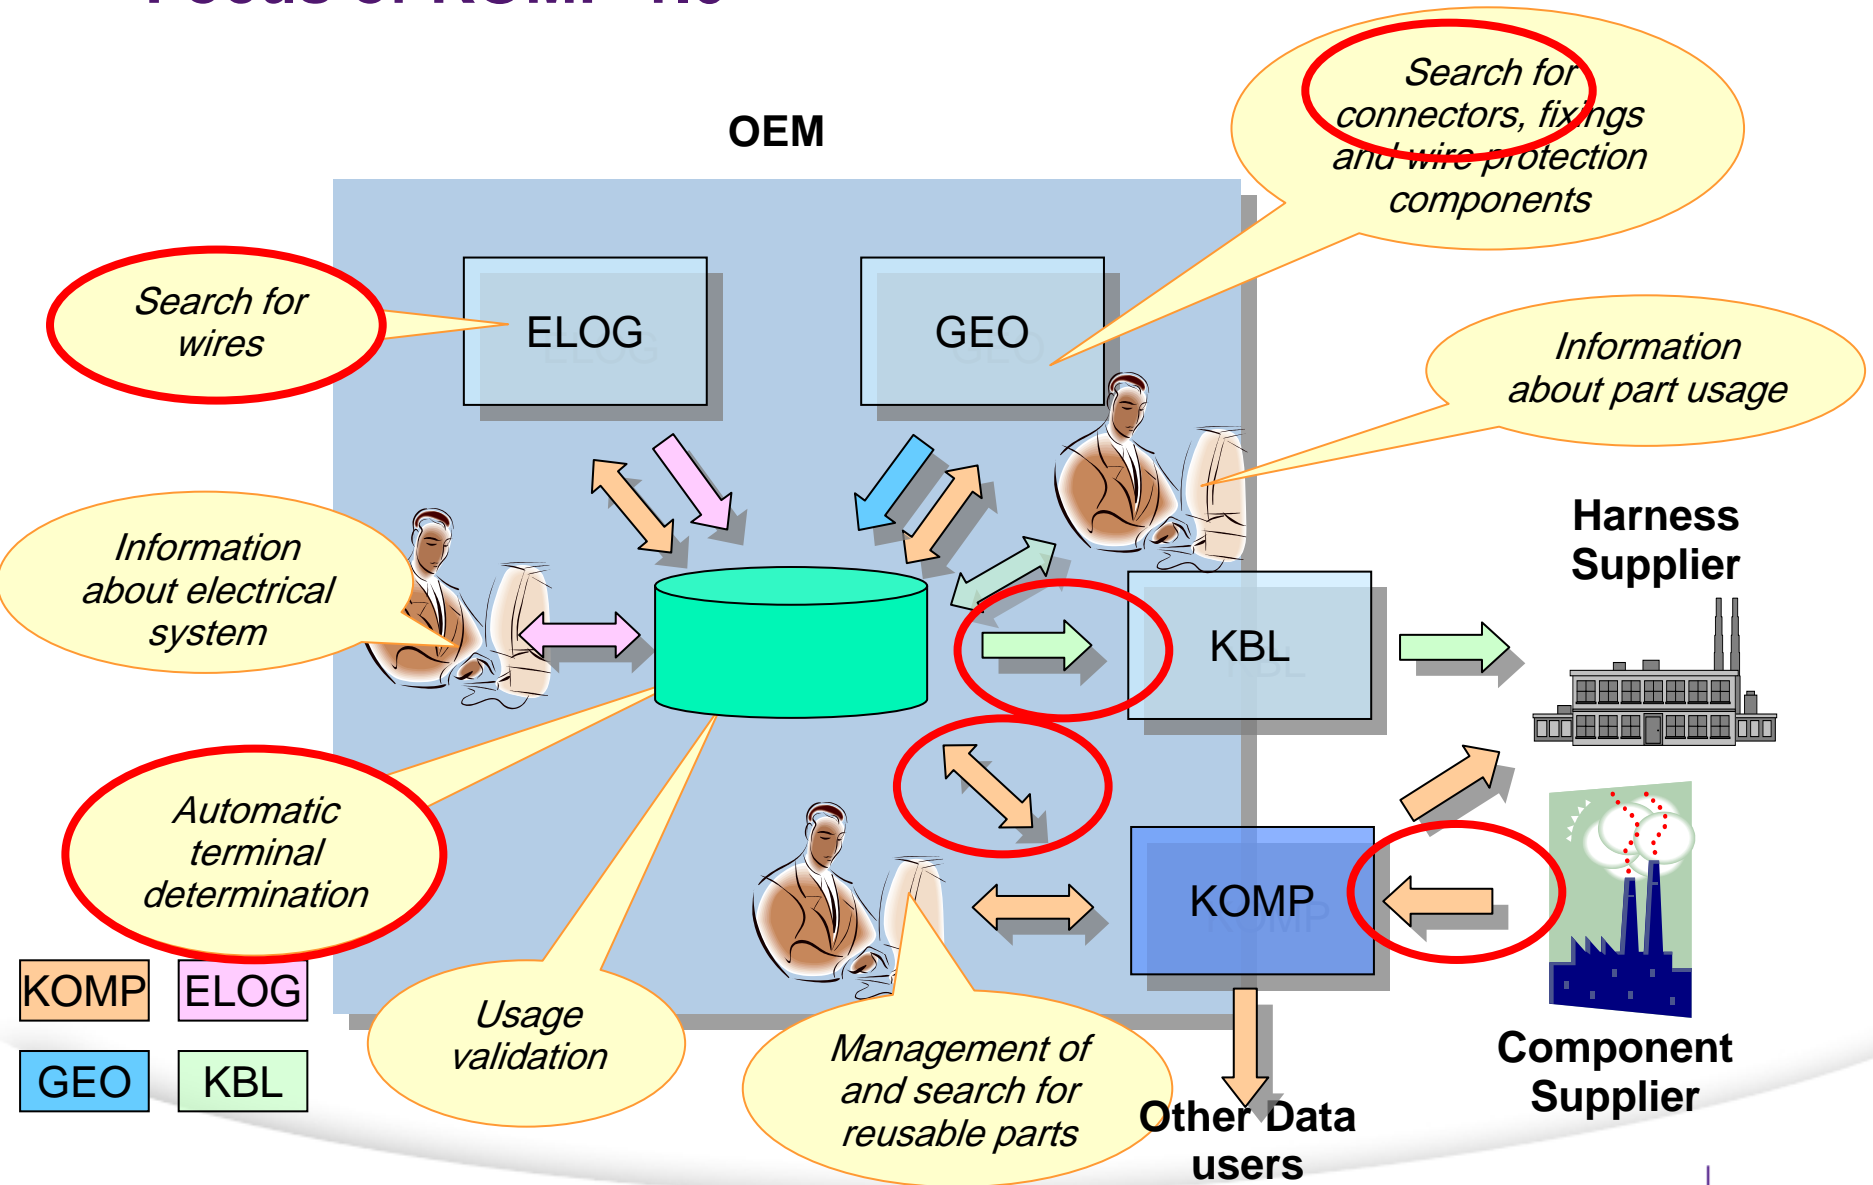 OEM
Search for
connectors, fixings
and wire protection
components
Search for
wires
ELOG
GEO
Information
about part usage
Information
about electrical
system
Harness
Supplier
KBL
Automatic
terminal
determination
KOMP
Usage
validation
Management of
and search for
reusable parts
Component
Supplier
Other Data
users
KOMP
ELOG
GEO
KBL